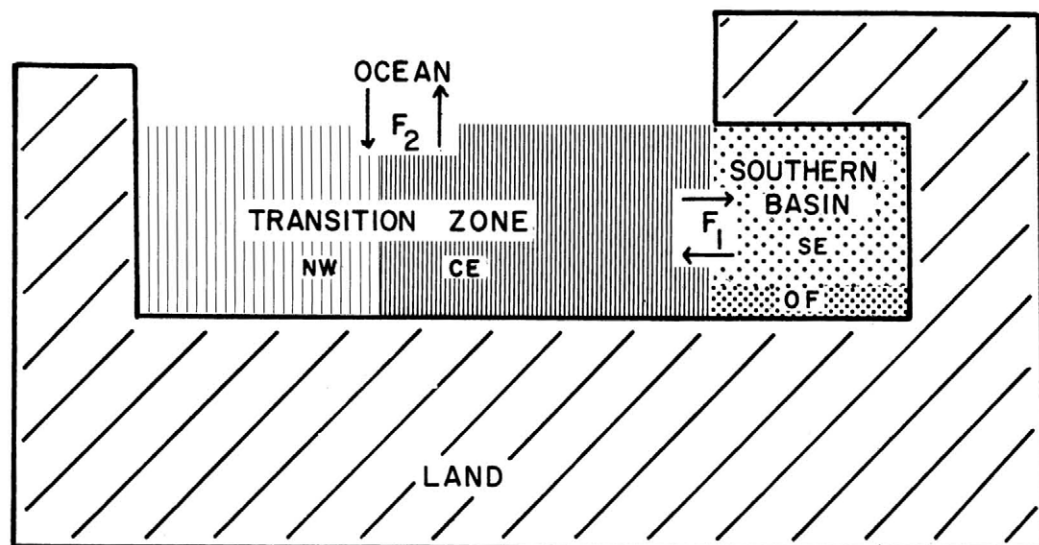 OCEAN
F2
SOUTHERN
BASIN
F1
TRANSITION ZONE
SE
NW CE
OF
LAND